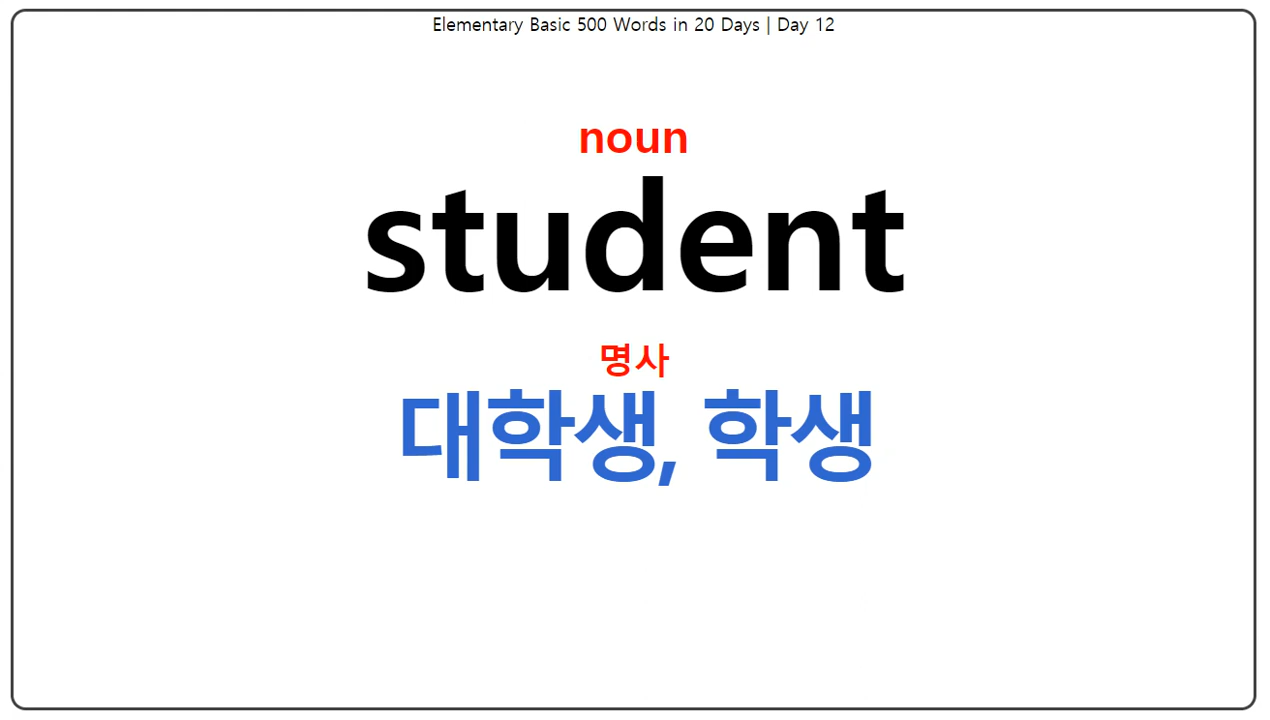 Elementary Basic 500 Words in 20 Days | Day 12
noun
student
명사
대학생, 학생